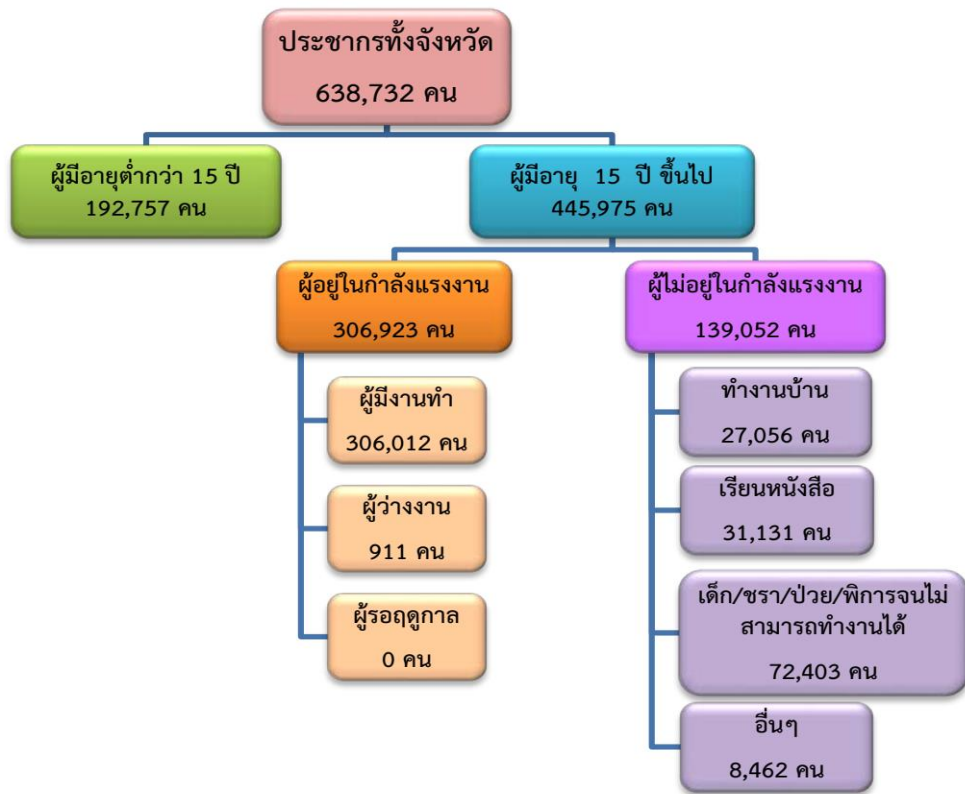 ประชากรทั้งจังหวัด
638,732 คน
ผู้มีอายุต่ำกว่า 15 ปี
192,757 คน
ผู้มีอายุ 15 ปี ขึ้นไป
445,975 คน
ผู้อยู่ในกำลังแรงงาน
306,923 คน
ผู้มีงานทำ
306,012 คน
ผู้ว่างงาน
911 คน
ผู้รอฤดูกาล
0 คน
ผู้ไม่อยู่ในกำลังแรงงาน
139,052 คน
ทำงานบ้าน
27,056 คน
เรียนหนังสือ
31,131 คน
เด็ก/ชรา/ป่วย/พิการจนไม่
สามารถทำงานได้
72,403 คน
อื่นๆ
8,462 คน